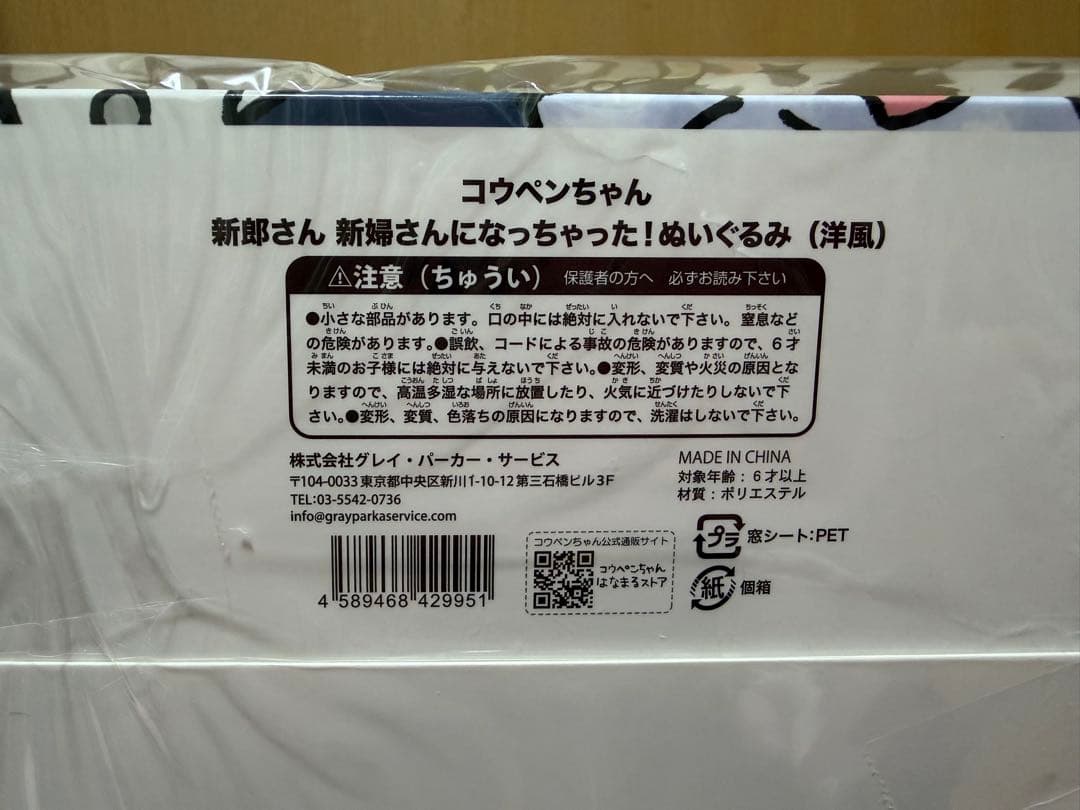 コウペンちゃん
新郎さん 新婦さんになっちゃった!ぬいぐるみ(洋風)
⚠注意(ちゅうい) 保護者の方へ 必ずお読み下さい
●小さな部品があります。口の中には絶対に入れないで下さい。窒息など
の危険があります。●誤飲、コードによる事故の危険がありますので、6才
未満のお子様には絶対に与えないで下さい。●変形、変質や火災の原因とな
りますので、高温多湿な場所に放置したり、火気に近づけたりしないで下
さい。●変形、変質、色落ちの原因になりますので、洗濯はしないで下さい。
株式会社グレイ・パーカー・サービス
〒104-0033 東京都中央区新川1-10-12 第三石橋ビル3F
TEL:03-5542-0736
info@grayparkaservice.com
MADE IN CHINA
対象年齢:6才以上
材質:ポリエステル
4 589468 429951
コウペンちゃん公式通販サイト
コウペンちゃん
はなまるストア
プラ 窓シート:PET
紙 個箱